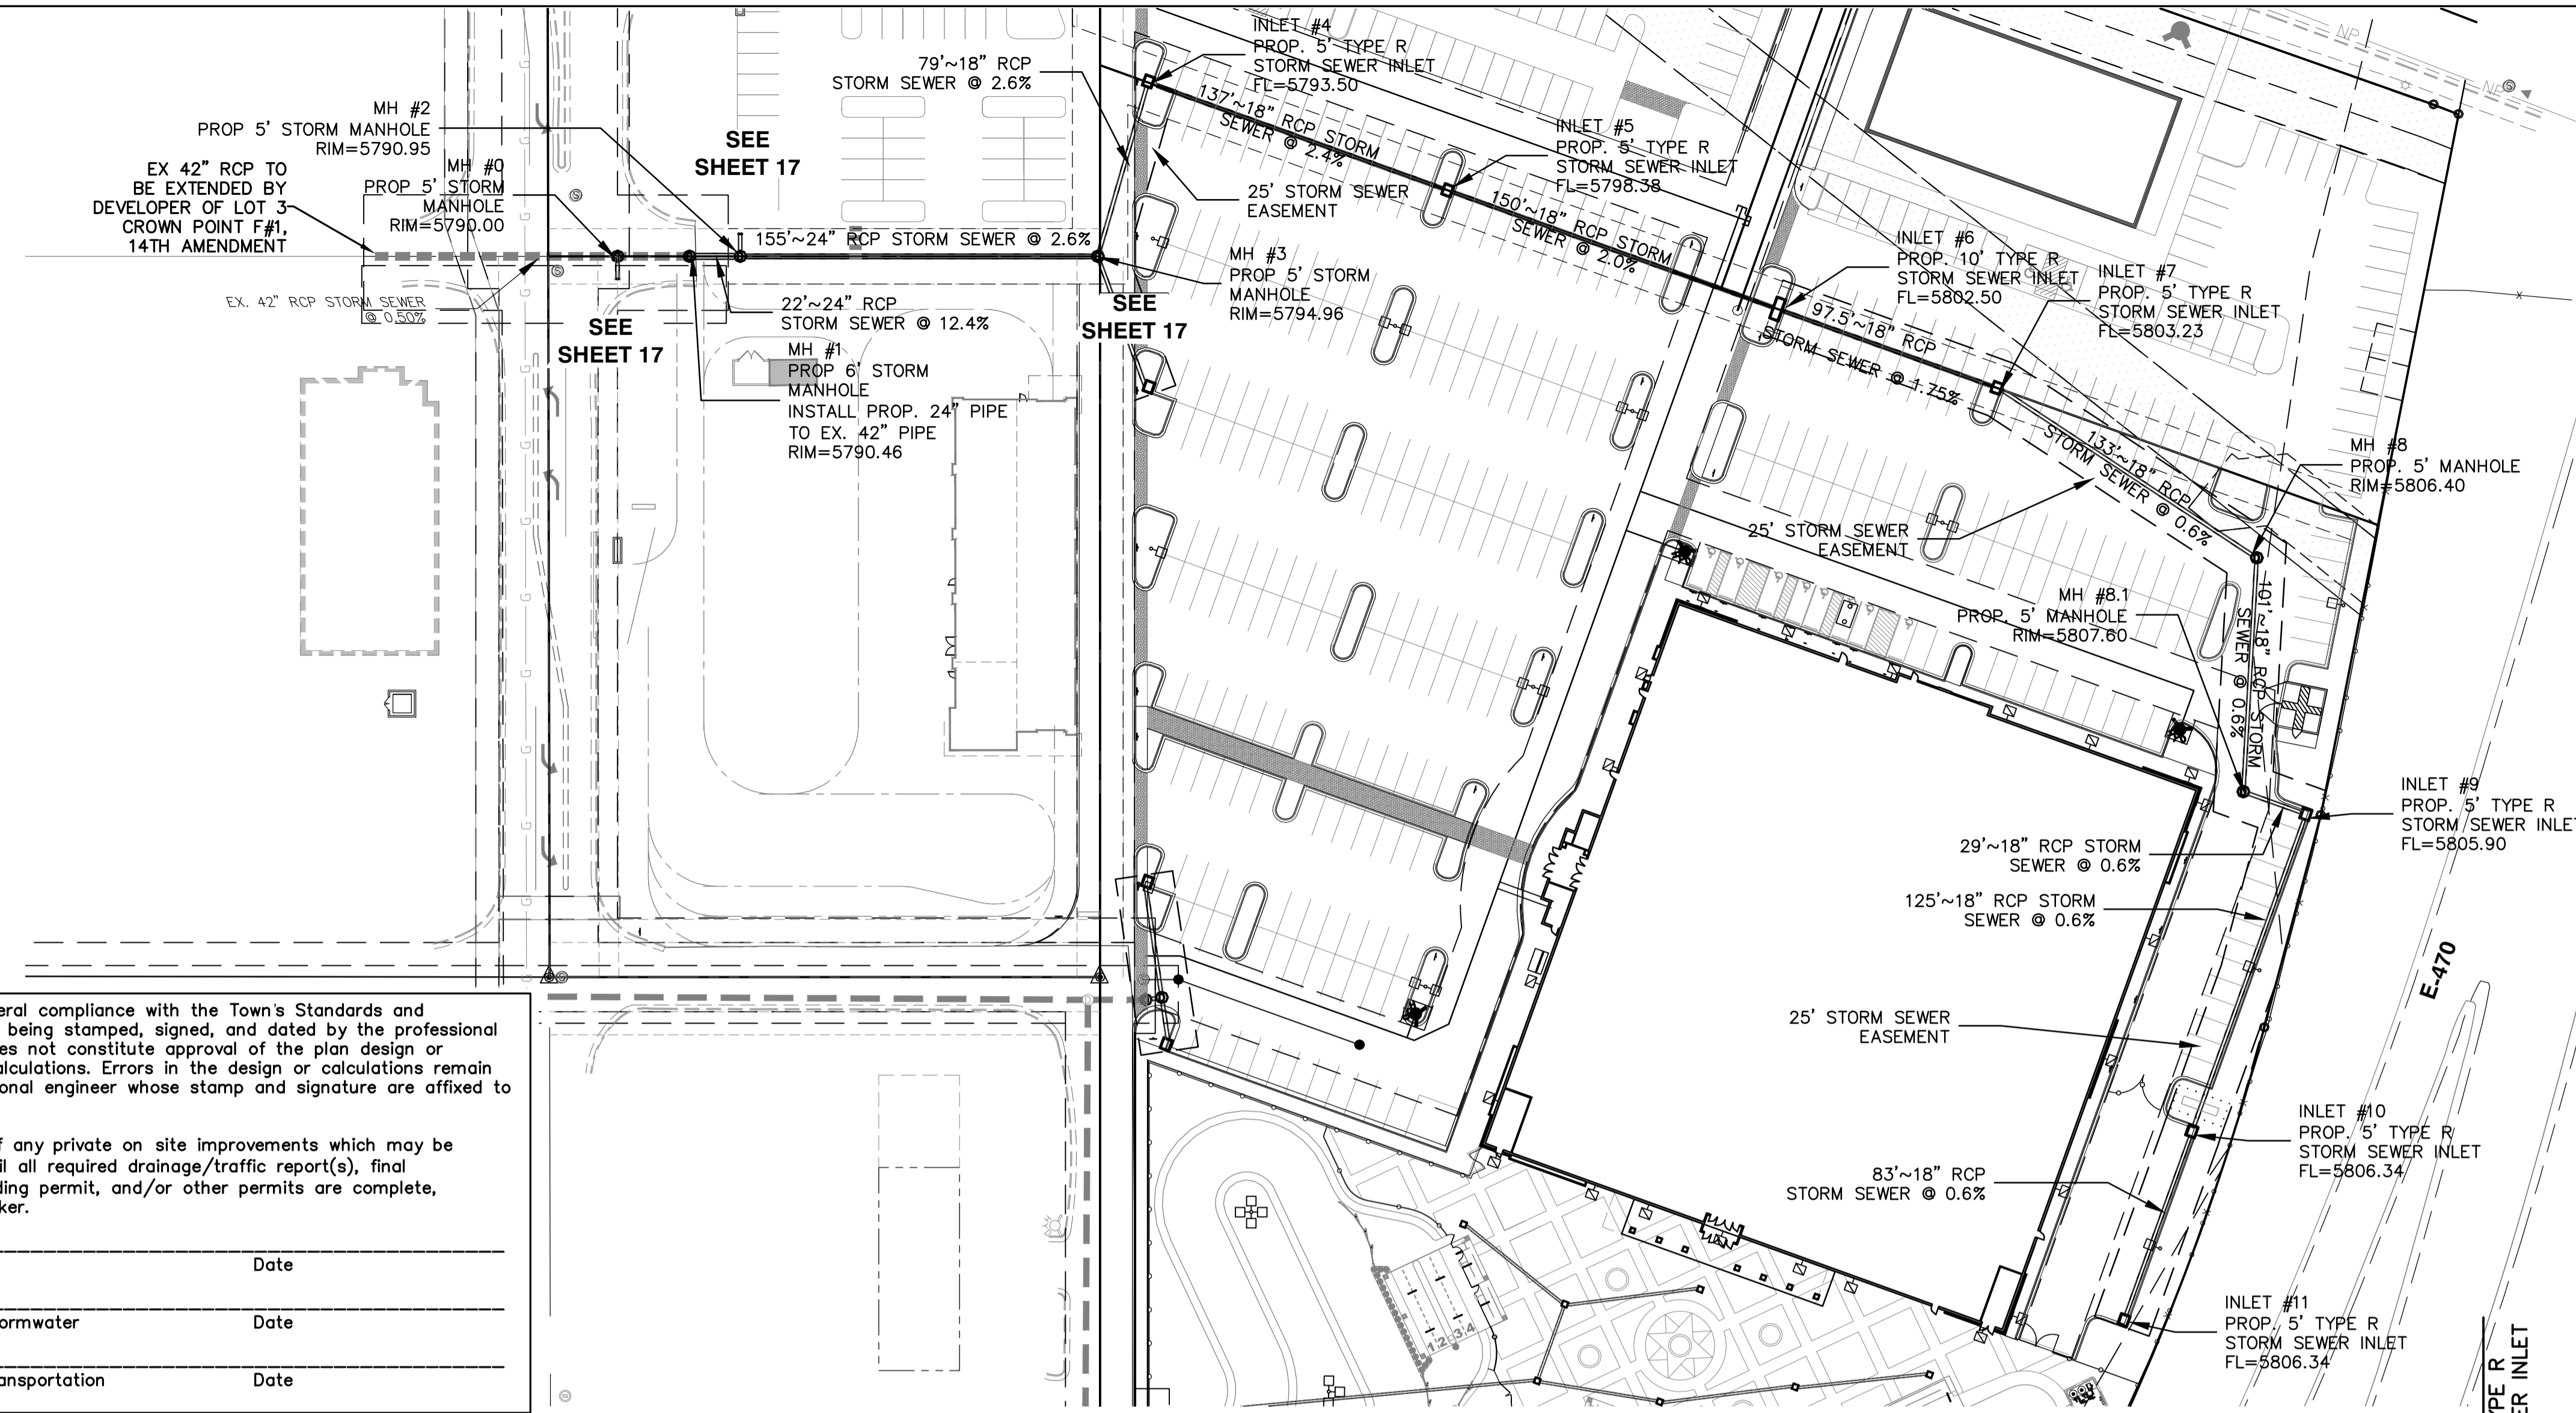 INLET #4
PROP. 5' TYPE R
STORM SEWER INLET
FL=5793.50
79'~18" RCP
STORM SEWER @ 2.6%
MH #2
PROP 5' STORM MANHOLE
RIM=5790.95
SEE
SHEET 17
137'~18" RCP STORM
SEWER @ 2.4%
INLET #5
PROP. 5' TYPE R
STORM SEWER INLET
FL=5798.38
EX 42" RCP TO
BE EXTENDED BY
DEVELOPER OF LOT 3
CROWN POINT F#1,
14TH AMENDMENT
MH #0
PROP 5' STORM
MANHOLE
RIM=5790.00
25' STORM SEWER
EASEMENT
150'~18" RCP STORM
SEWER @ 2.0%
155'~24" RCP STORM SEWER @ 2.6%
INLET #6
PROP. 10' TYPE R
STORM SEWER INLET
FL=5802.50
MH #3
PROP 5' STORM
MANHOLE
RIM=5794.96
INLET #7
PROP. 5' TYPE R
STORM SEWER INLET
FL=5803.23
EX. 42" RCP STORM SEWER
@ 0.50%
22'~24" RCP
STORM SEWER @ 12.4%
SEE
SHEET 17
SEE
SHEET 17
97.5'~18" RCP
STORM SEWER @ 1.75%
MH #1
PROP 6' STORM
MANHOLE
INSTALL PROP. 24" PIPE
TO EX. 42" PIPE
RIM=5790.46
133'~18" RCP
STORM SEWER @ 0.6%
MH #8
PROP. 5' MANHOLE
RIM=5806.40
25' STORM SEWER
EASEMENT
MH #8.1
PROP. 5' MANHOLE
RIM=5807.60
101'~18" RCP STORM
SEWER @ 0.6%
INLET #9
PROP. 5' TYPE R
STORM SEWER INLET
FL=5805.90
29'~18" RCP STORM
SEWER @ 0.6%
125'~18" RCP STORM
SEWER @ 0.6%
E-470
25' STORM SEWER
EASEMENT
INLET #10
PROP. 5' TYPE R
STORM SEWER INLET
FL=5806.34
83'~18" RCP
STORM SEWER @ 0.6%
INLET #11
PROP. 5' TYPE R
STORM SEWER INLET
FL=5806.34
YPE R
ER INLET
1 2 3 4
eral compliance with the Town's Standards and
being stamped, signed, and dated by the professional
es not constitute approval of the plan design or
alculations. Errors in the design or calculations remain
onal engineer whose stamp and signature are affixed to
f any private on site improvements which may be
il all required drainage/traffic report(s), final
ding permit, and/or other permits are complete,
ker.
Date
ormwater Date
ansportation Date